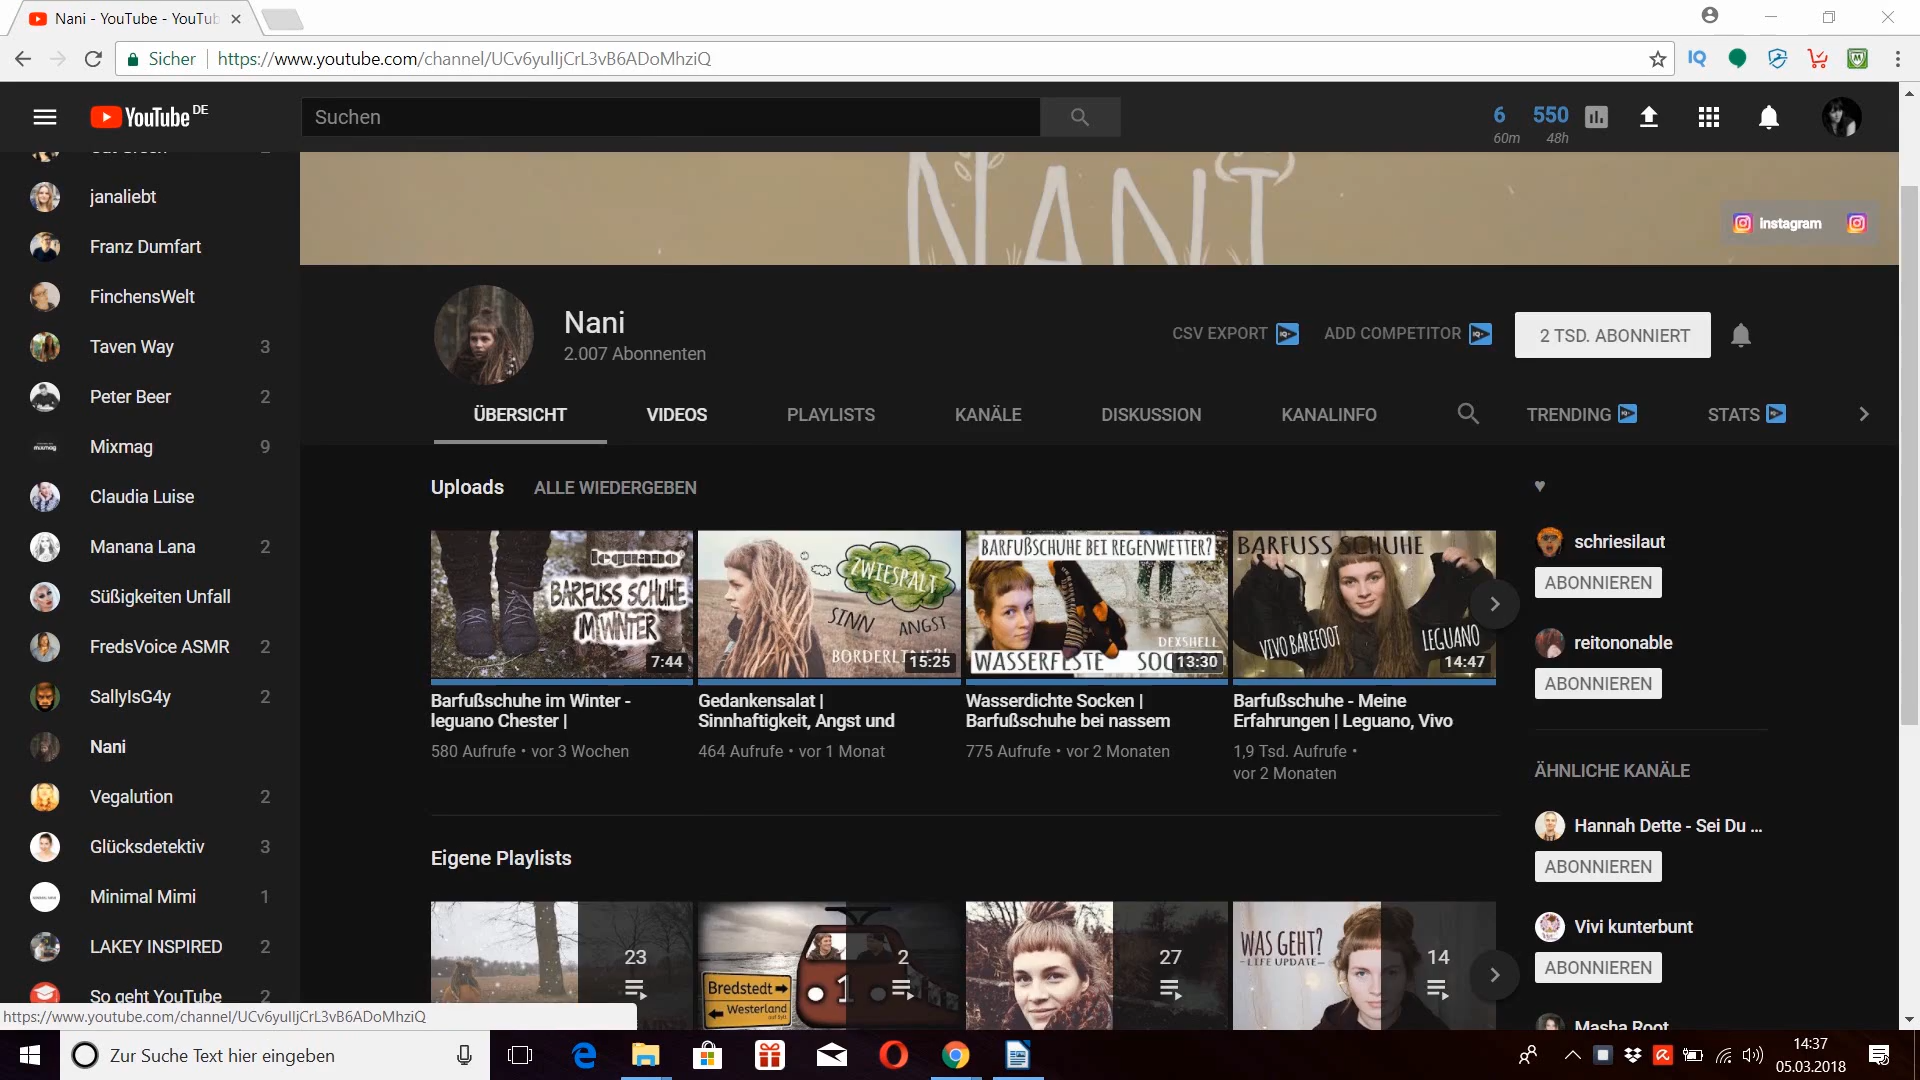 Nani - YouTube - YouTub
Sicher
https://www.youtube.com/channel/UCv6yulljCrL3vB6ADoMhziQ
YouTube DE
Suchen
6 550
60m 48h
NANI
Instagram
janaliebt
Franz Dumfart
FinchensWelt
Taven Way 3
Peter Beer 2
Mixmag 9
Claudia Luise
Manana Lana 2
Süßigkeiten Unfall
FredsVoice ASMR 2
SallyIsG4y 2
Nani
Vegalution 2
Glücksdetektiv 3
Minimal Mimi 1
LAKEY INSPIRED 2
So geht YouTube 2
Nani
2.007 Abonnenten
CSV EXPORT
ADD COMPETITOR
2 TSD. ABONNIERT
ÜBERSICHT VIDEOS PLAYLISTS KANÄLE DISKUSSION KANALINFO TRENDING STATS
Uploads ALLE WIEDERGEBEN
leguano
BARFUSS SCHUHE
IM WINTER
7:44
Barfußschuhe im Winter -
leguano Chester |
580 Aufrufe • vor 3 Wochen
ZWIESPALT
SINN ANGST
15:25
Gedankensalat |
Sinnhaftigkeit, Angst und
464 Aufrufe • vor 1 Monat
BARFUßSCHUHE BEI REGENWETTER?
DEXSHELL
WASSERFESTE
13:30
Wasserdichte Socken |
Barfußschuhe bei nassem
775 Aufrufe • vor 2 Monaten
BARFUSS SCHUHE
VIVO BAREFOOT
LEGUANO
14:47
Barfußschuhe - Meine
Erfahrungen | Leguano, Vivo
1,9 Tsd. Aufrufe •
vor 2 Monaten
♥
schriesilaut
ABONNIEREN
reitononable
ABONNIEREN
ÄHNLICHE KANÄLE
Hannah Dette - Sei Du ...
ABONNIEREN
Vivi kunterbunt
ABONNIEREN
Masha Root
Eigene Playlists
23
Bredstedt
Westerland
1
2
27
WAS GEHT?
-LIFE UPDATE-
14
https://www.youtube.com/channel/UCv6yulljCrL3vB6ADoMhziQ
Zur Suche Text hier eingeben
14:37
05.03.2018